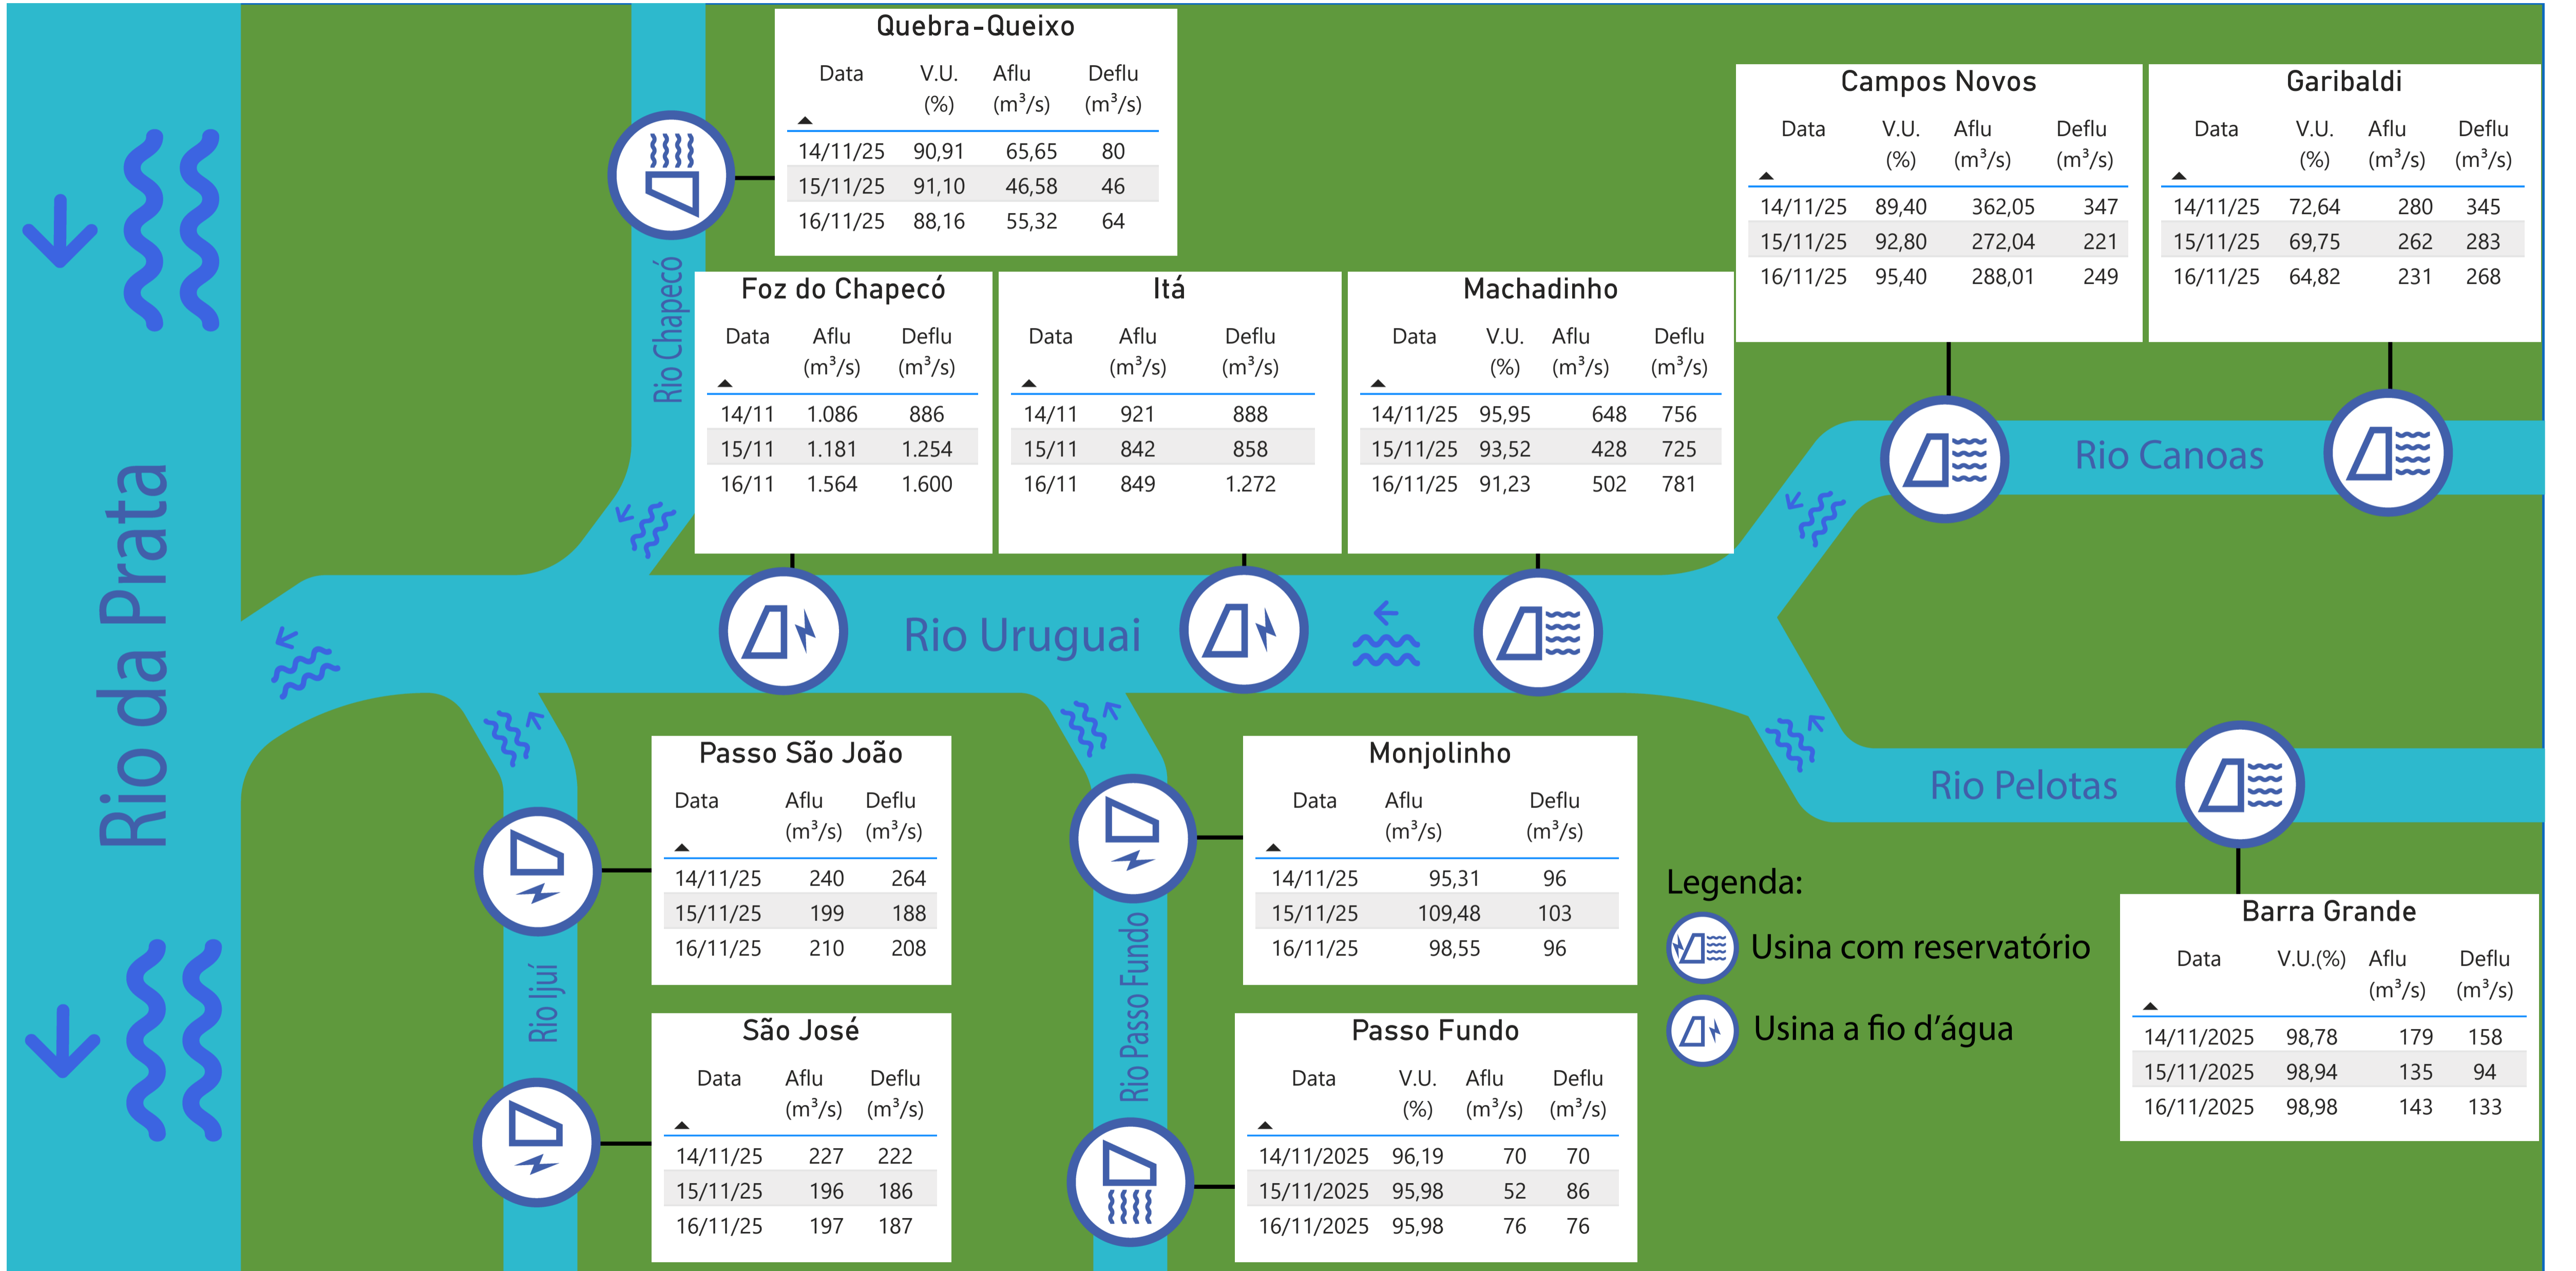 Rio da Prata
Quebra-Queixo
Data V.U. (%) Aflu (m³/s) Deflu (m³/s)
14/11/25 90,91 65,65 80
15/11/25 91,10 46,58 46
16/11/25 88,16 55,32 64
Rio Chapecó
Campos Novos
Data V.U. (%) Aflu (m³/s) Deflu (m³/s)
14/11/25 89,40 362,05 347
15/11/25 92,80 272,04 221
16/11/25 95,40 288,01 249
Garibaldi
Data V.U. (%) Aflu (m³/s) Deflu (m³/s)
14/11/25 72,64 280 345
15/11/25 69,75 262 283
16/11/25 64,82 231 268
Foz do Chapecó
Data Aflu (m³/s) Deflu (m³/s)
14/11 1.086 886
15/11 1.181 1.254
16/11 1.564 1.600
Itá
Data Aflu (m³/s) Deflu (m³/s)
14/11 921 888
15/11 842 858
16/11 849 1.272
Machadinho
Data V.U. (%) Aflu (m³/s) Deflu (m³/s)
14/11/25 95,95 648 756
15/11/25 93,52 428 725
16/11/25 91,23 502 781
Rio Canoas
Rio Uruguai
Rio Pelotas
Passo São João
Data Aflu (m³/s) Deflu (m³/s)
14/11/25 240 264
15/11/25 199 188
16/11/25 210 208
Rio Ijuí
São José
Data Aflu (m³/s) Deflu (m³/s)
14/11/25 227 222
15/11/25 196 186
16/11/25 197 187
Monjolinho
Data Aflu (m³/s) Deflu (m³/s)
14/11/25 95,31 96
15/11/25 109,48 103
16/11/25 98,55 96
Rio Passo Fundo
Passo Fundo
Data V.U. (%) Aflu (m³/s) Deflu (m³/s)
14/11/2025 96,19 70 70
15/11/2025 95,98 52 86
16/11/2025 95,98 76 76
Legenda:
Usina com reservatório
Usina a fio d'água
Barra Grande
Data V.U.(%) Aflu (m³/s) Deflu (m³/s)
14/11/2025 98,78 179 158
15/11/2025 98,94 135 94
16/11/2025 98,98 143 133